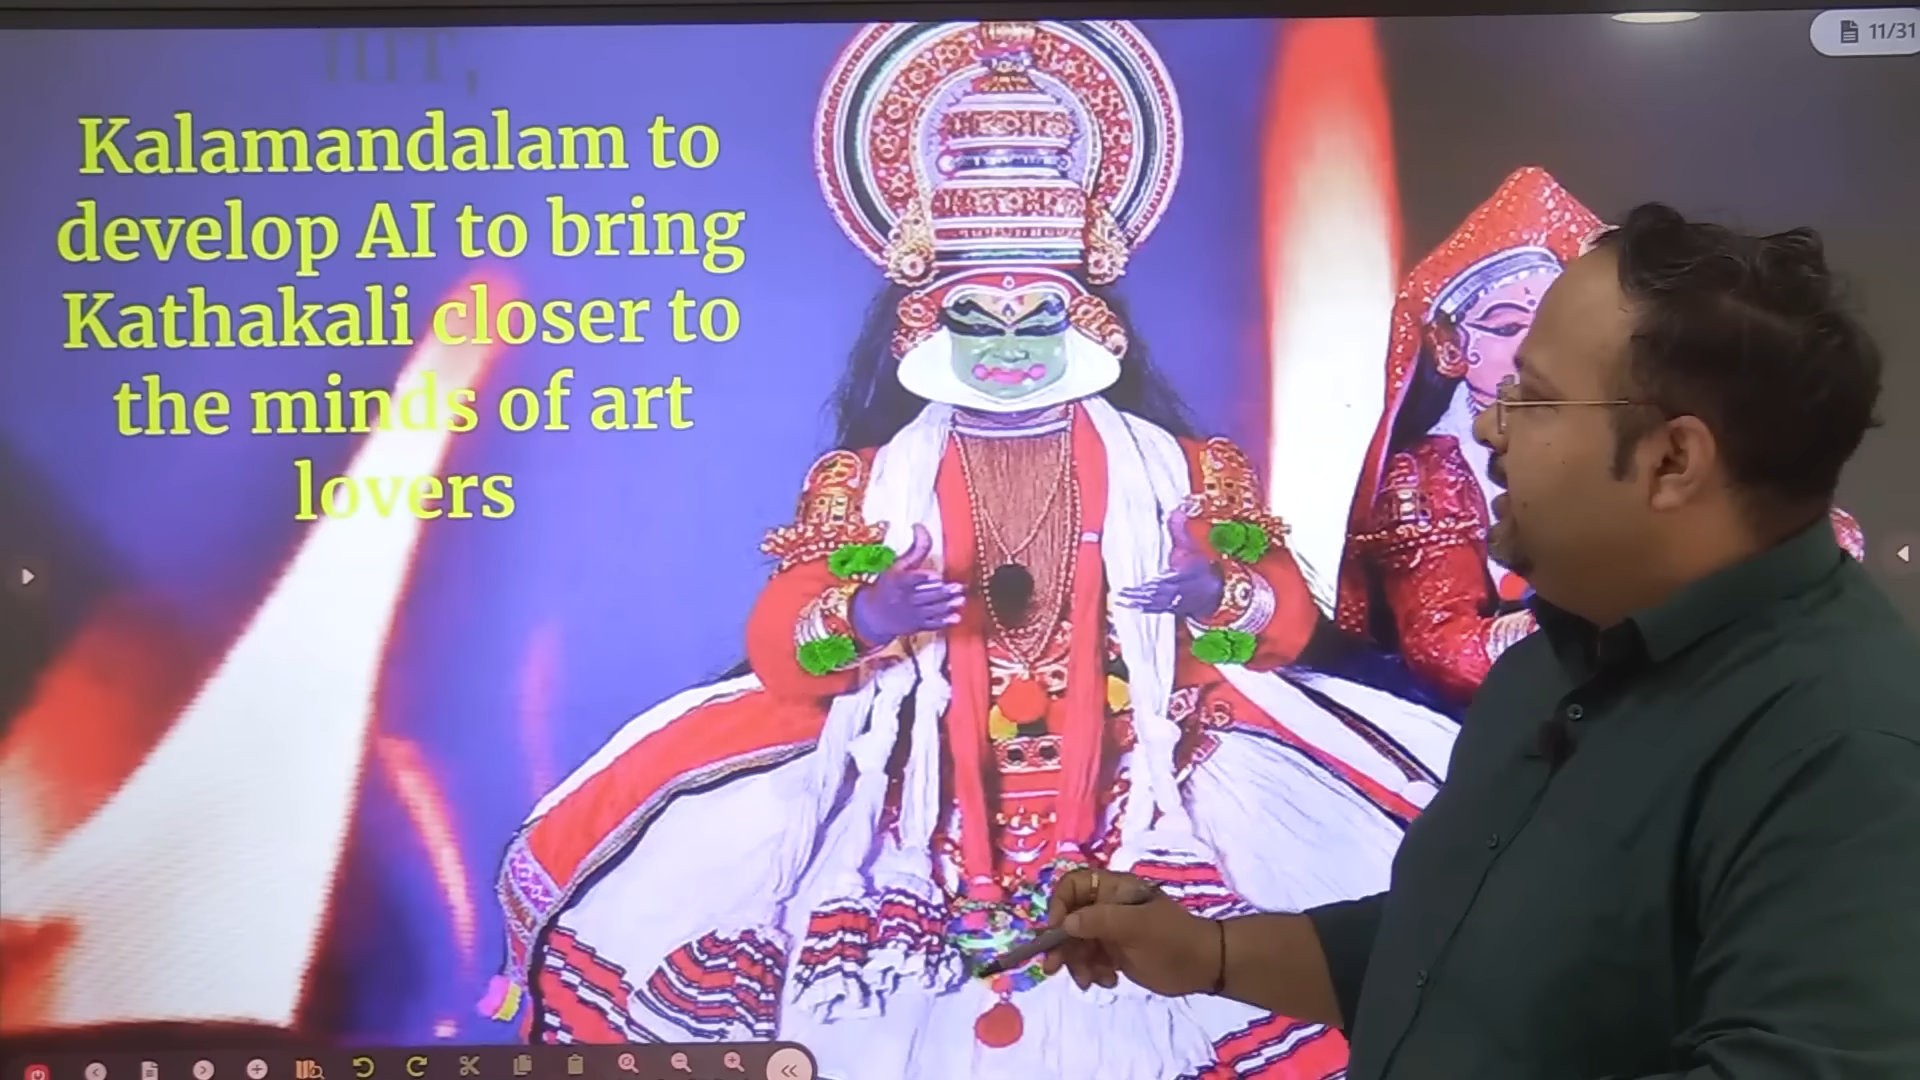 11/31
Kalamandalam to
develop AI to bring
Kathakali closer to
the minds of art
lovers